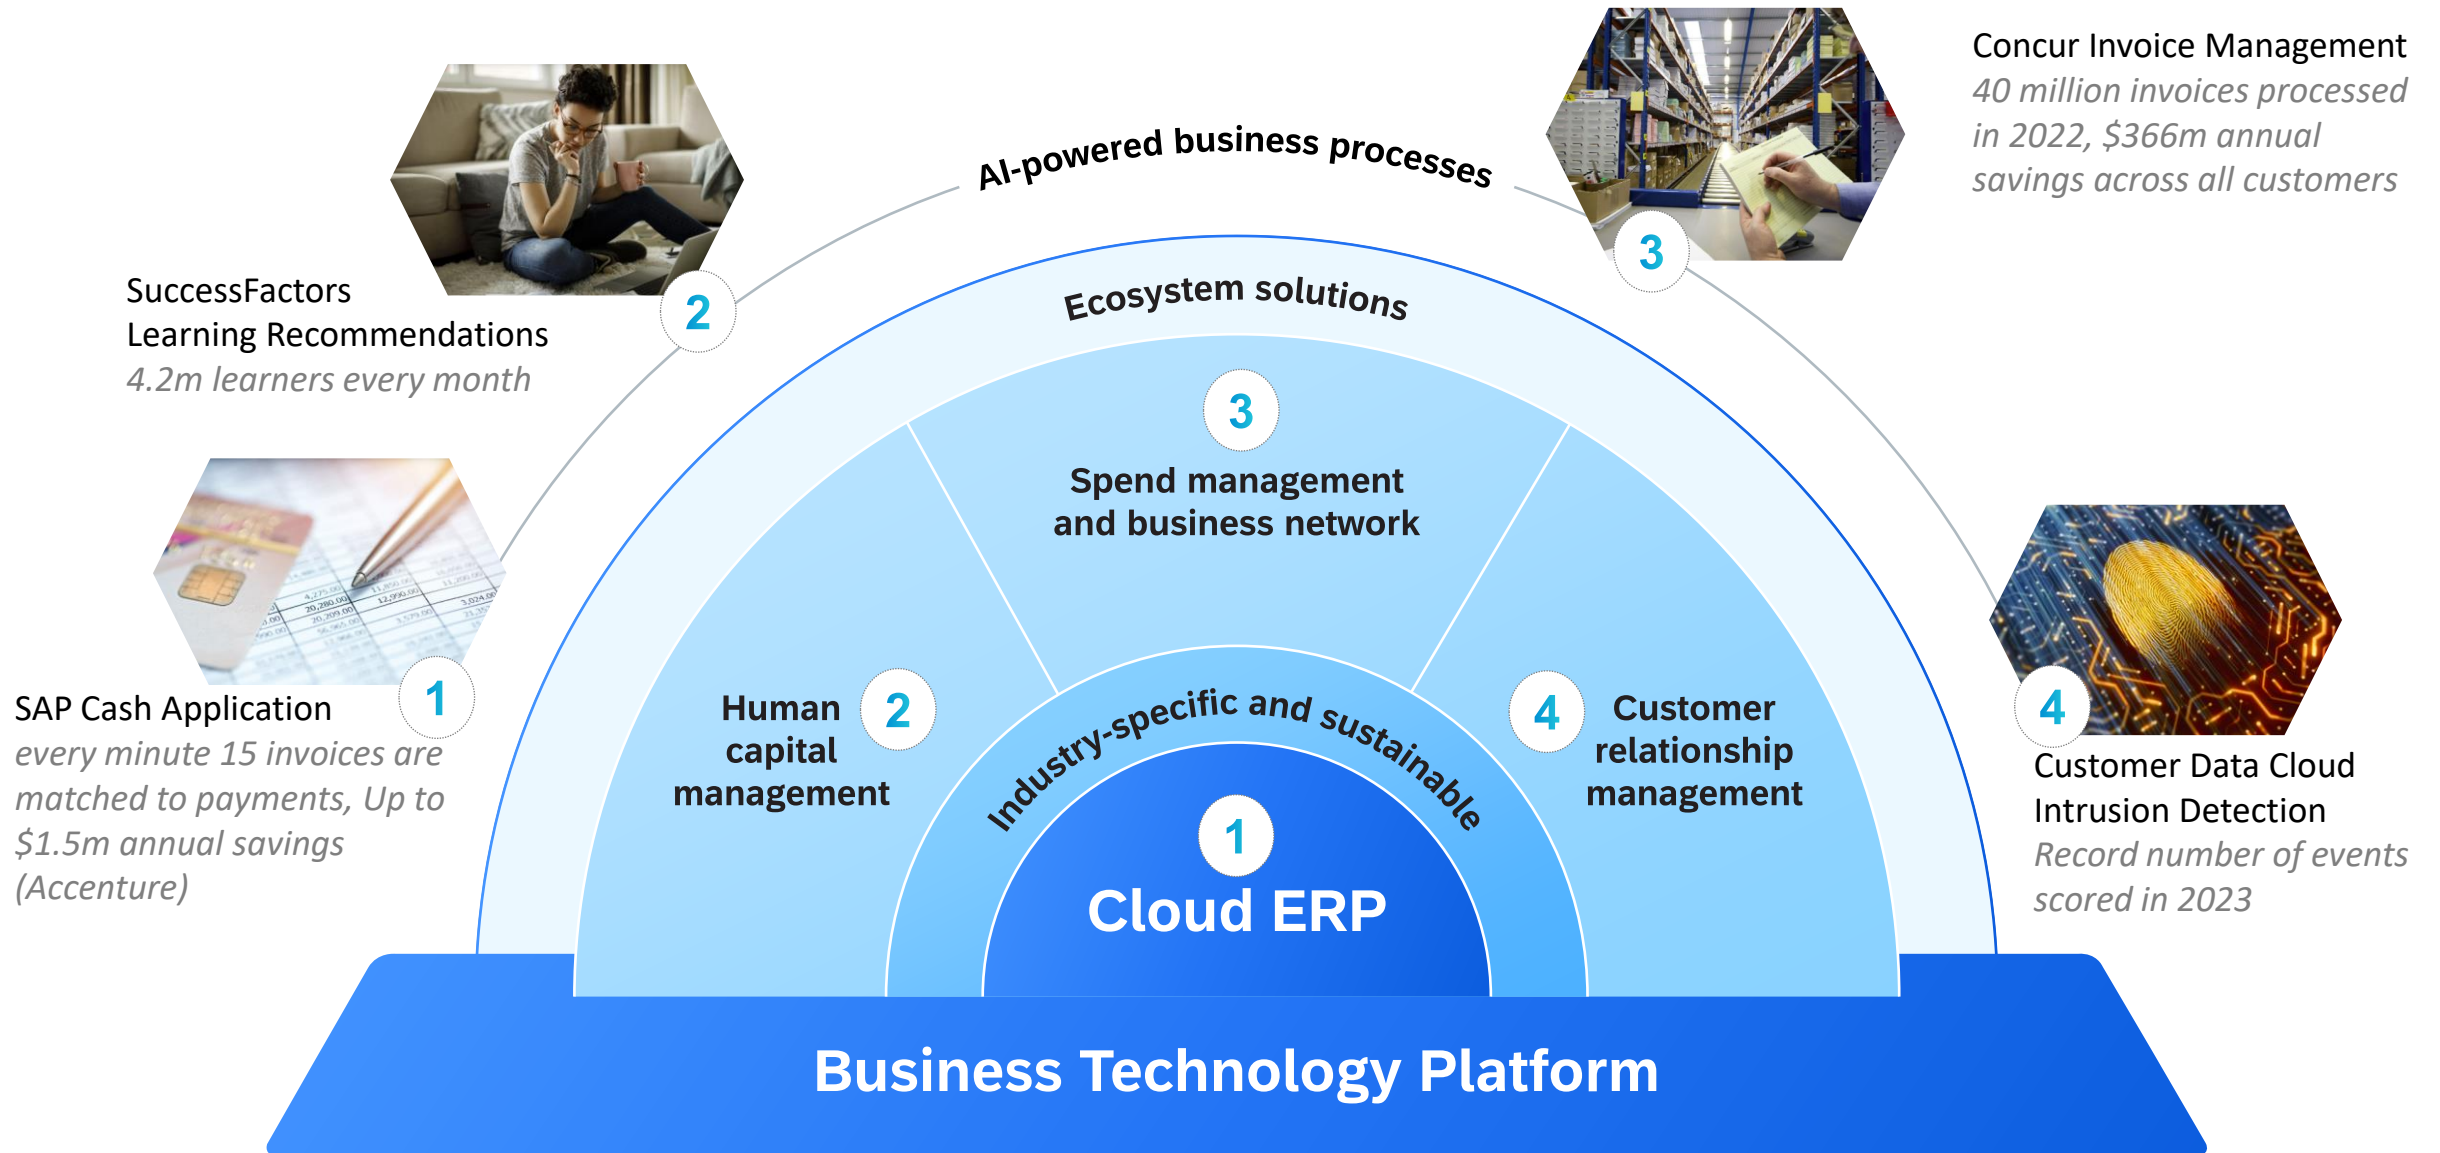 AI-powered business processes
Ecosystem solutions
3
Spend management
and business network
Human
capital
management
2
4
Customer
relationship
management
Industry-specific and sustainable
1
Cloud ERP
Business Technology Platform
1
SAP Cash Application
every minute 15 invoices are
matched to payments, Up to
$1.5m annual savings
(Accenture)
2
SuccessFactors
Learning Recommendations
4.2m learners every month
3
Concur Invoice Management
40 million invoices processed
in 2022, $366m annual
savings across all customers
4
Customer Data Cloud
Intrusion Detection
Record number of events
scored in 2023